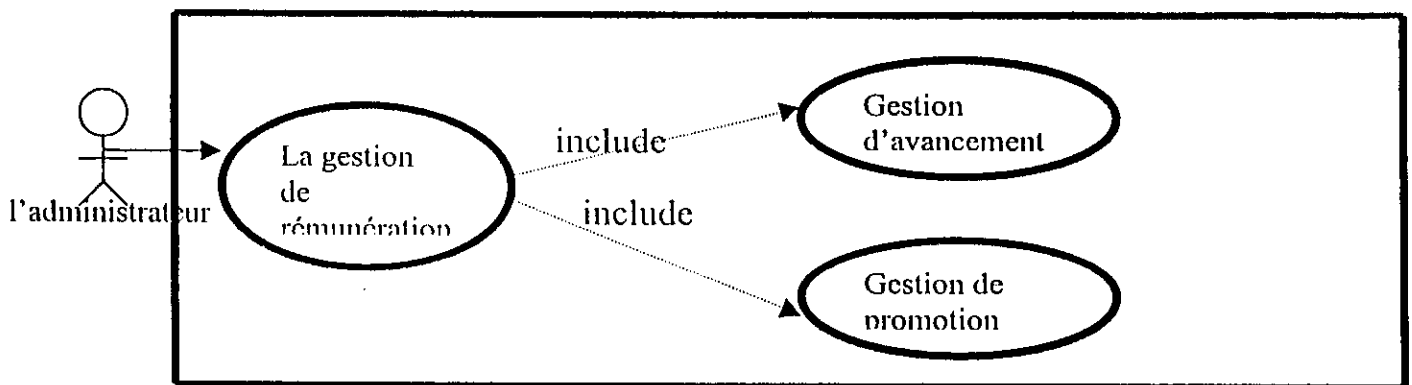 l'administrateur
La gestion
de
rémunération
include
include
Gestion
d'avancement
Gestion de
promotion